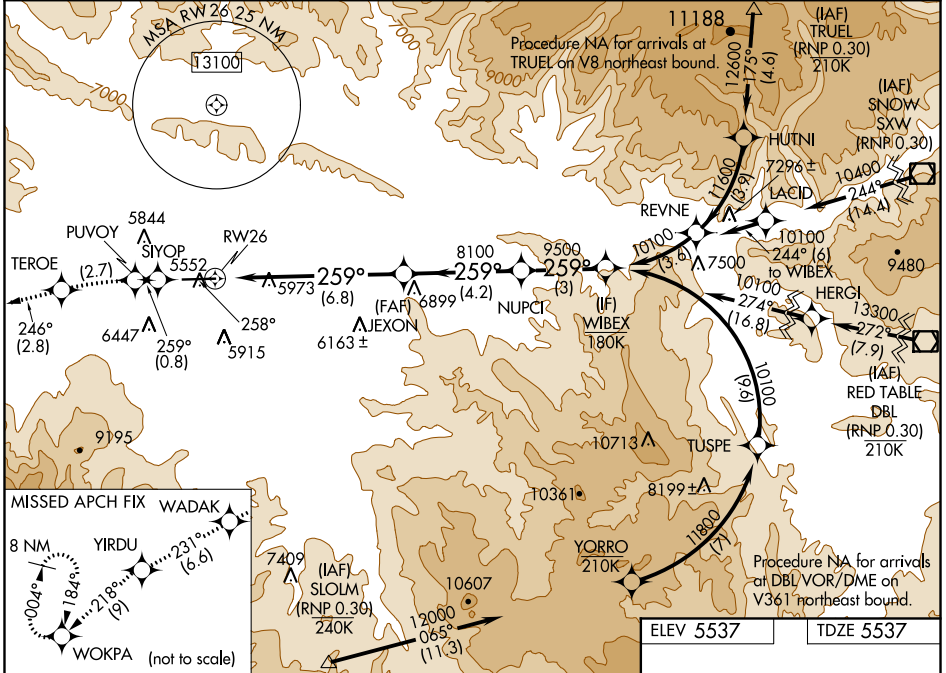 MSA RW26 25 NM
13100
7000
9000
11188
Procedure NA for arrivals at
TRUEL on V8 northeast bound.
(IAF)
TRUEL
(RNP 0.30)
210K
12600
175°
(4.6)
(IAF)
SNOW
SXW
(RNP 0.30)
HUTNI
7296 ±
11600
(3.9)
LACID
10400
244°
(14.4)
REVNE
10100
(3.6)
7500
10100
244° (6)
to WIBEX
9480
5844
PUVOY
SIYOP
RW26
TEROE
(2.7)
5552
5973
259°
(6.8)
8100
259°
(4.2)
9500
259°
(3)
6899
(FAF)
JEXON
NUPCI
(IF)
WIBEX
180K
10100
274°
(16.8)
HERGI
13300
272°
(7.9)
246°
(2.8)
6447
259°
(0.8)
258°
5915
6163 ±
(IAF)
RED TABLE
DBL
(RNP 0.30)
210K
10100
(9.6)
9195
10713
TUSPE
10361
8199 ±
11800
(7)
YORRO
210K
MISSED APCH FIX
WADAK
8 NM
YIRDU
231°
(6.6)
218°
(9)
004°
184°
WOKPA
(not to scale)
7409
(IAF)
SLOLM
(RNP 0.30)
240K
10607
12000
065°
(11.3)
Procedure NA for arrivals
at DBL VOR/DME on
V361 northeast bound.
ELEV 5537
TDZE 5537